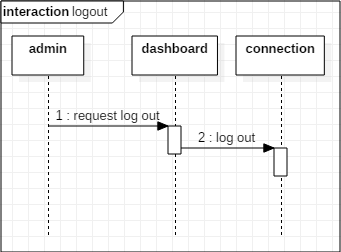 interaction logout
admin
dashboard
connection
1 : request log out
2 : log out